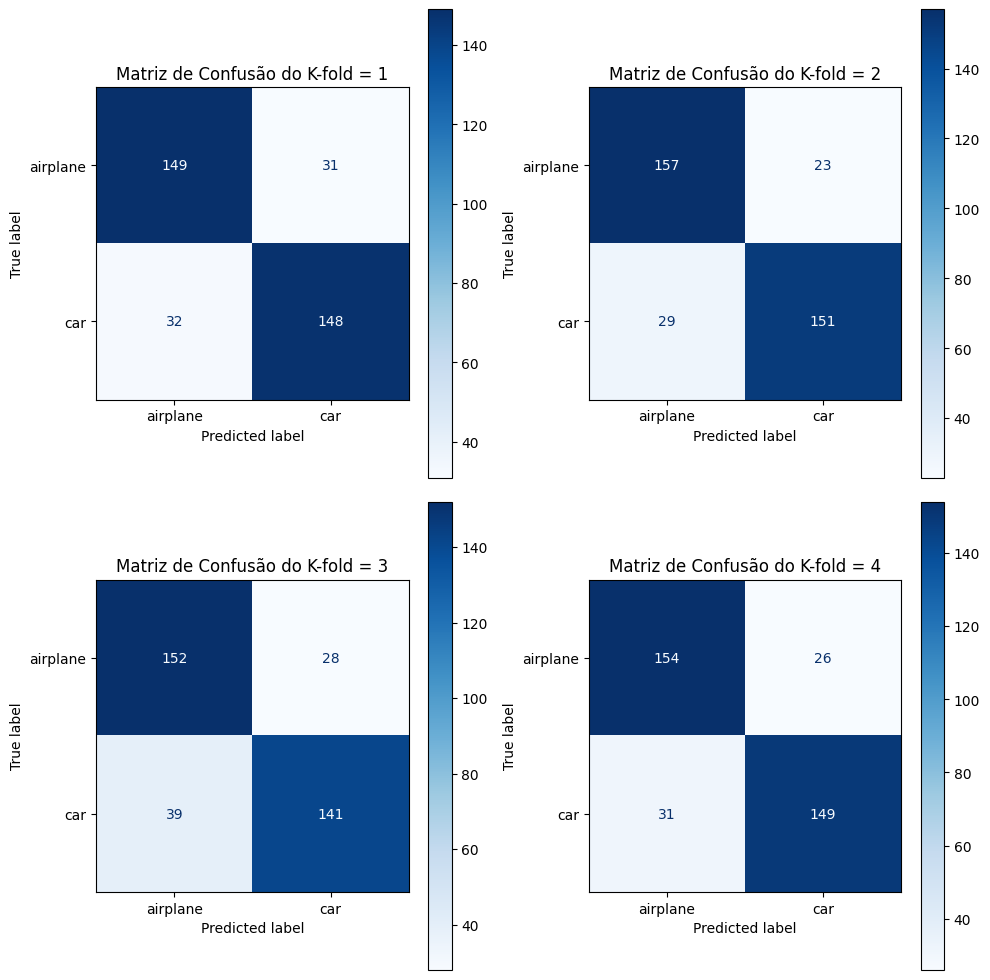 Matriz de Confusão do K-fold = 1
airplane
car
True label
149 31
32 148
airplane car
Predicted label
140
120
100
80
60
40
Matriz de Confusão do K-fold = 2
airplane
car
True label
157 23
29 151
airplane car
Predicted label
140
120
100
80
60
40
Matriz de Confusão do K-fold = 3
airplane
car
True label
152 28
39 141
airplane car
Predicted label
140
120
100
80
60
40
Matriz de Confusão do K-fold = 4
airplane
car
True label
154 26
31 149
airplane car
Predicted label
140
120
100
80
60
40